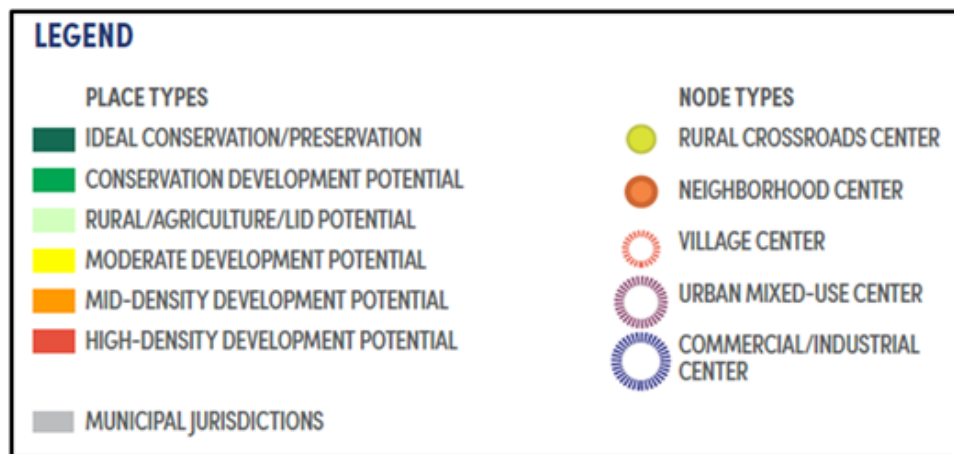 LEGEND
PLACE TYPES
IDEAL CONSERVATION/PRESERVATION
CONSERVATION DEVELOPMENT POTENTIAL
RURAL/AGRICULTURE/LID POTENTIAL
MODERATE DEVELOPMENT POTENTIAL
MID-DENSITY DEVELOPMENT POTENTIAL
HIGH-DENSITY DEVELOPMENT POTENTIAL
MUNICIPAL JURISDICTIONS
NODE TYPES
RURAL CROSSROADS CENTER
NEIGHBORHOOD CENTER
VILLAGE CENTER
URBAN MIXED-USE CENTER
COMMERCIAL/INDUSTRIAL
CENTER